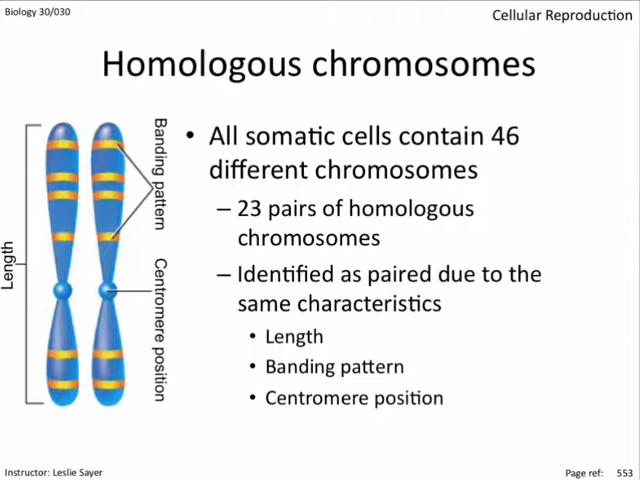 Biology 30/030
Cellular Reproduction
Homologous chromosomes
Length
Banding pattern
Centromere position
• All somatic cells contain 46
different chromosomes
– 23 pairs of homologous
chromosomes
– Identified as paired due to the
same characteristics
• Length
• Banding pattern
• Centromere position
Instructor: Leslie Sayer
Page ref: 553